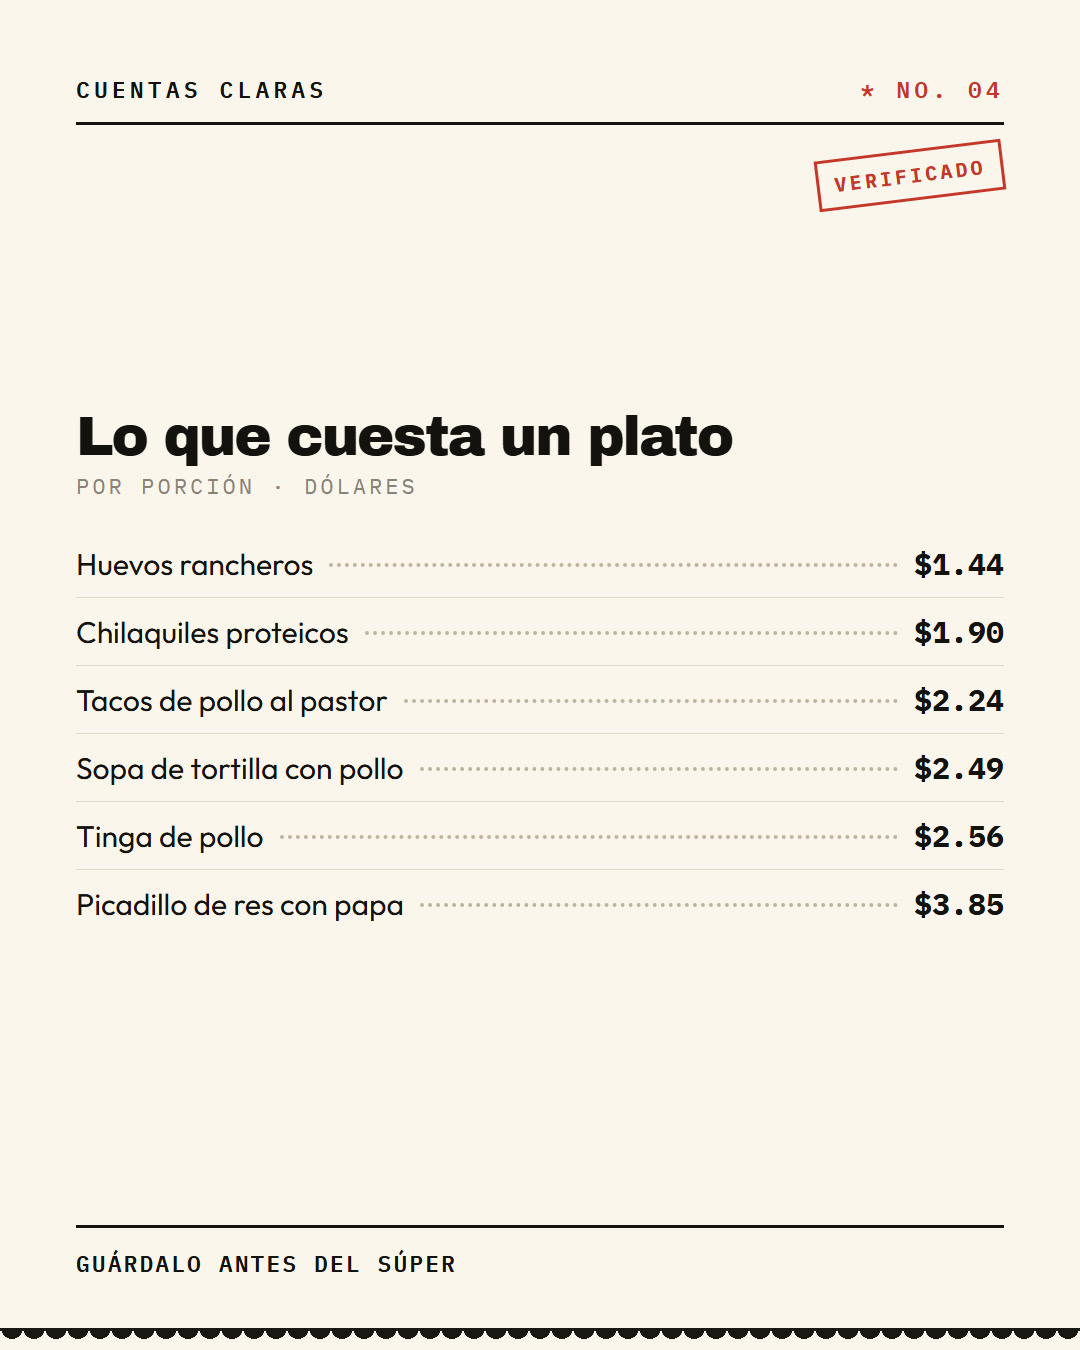 CUENTAS CLARAS
* NO. 04
VERIFICADO
Lo que cuesta un plato
POR PORCIÓN · DÓLARES
Huevos rancheros $1.44
Chilaquiles proteicos $1.90
Tacos de pollo al pastor $2.24
Sopa de tortilla con pollo $2.49
Tinga de pollo $2.56
Picadillo de res con papa $3.85
GUÁRDALO ANTES DEL SÚPER